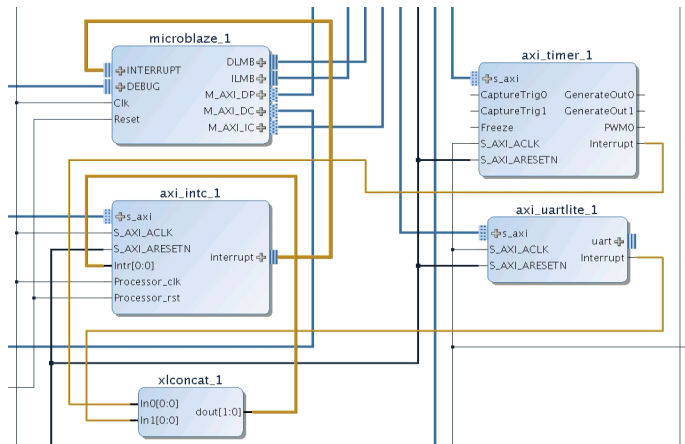 microblaze_1
INTERRUPT
DEBUG
Clk
Reset
DLMB
ILMB
M_AXI_DP
M_AXI_DC
M_AXI_IC
axi_timer_1
s_axi
CaptureTrig0
CaptureTrig1
Freeze
S_AXI_ACLK
S_AXI_ARESETN
GenerateOut0
GenerateOut1
PWM0
Interrupt
axi_intc_1
s_axi
S_AXI_ACLK
S_AXI_ARESETN
Intr[0:0]
Processor_clk
Processor_rst
interrupt
axi_uartlite_1
s_axi
S_AXI_ACLK
S_AXI_ARESETN
uart
Interrupt
xlconcat_1
In0[0:0]
In1[0:0]
dout[1:0]